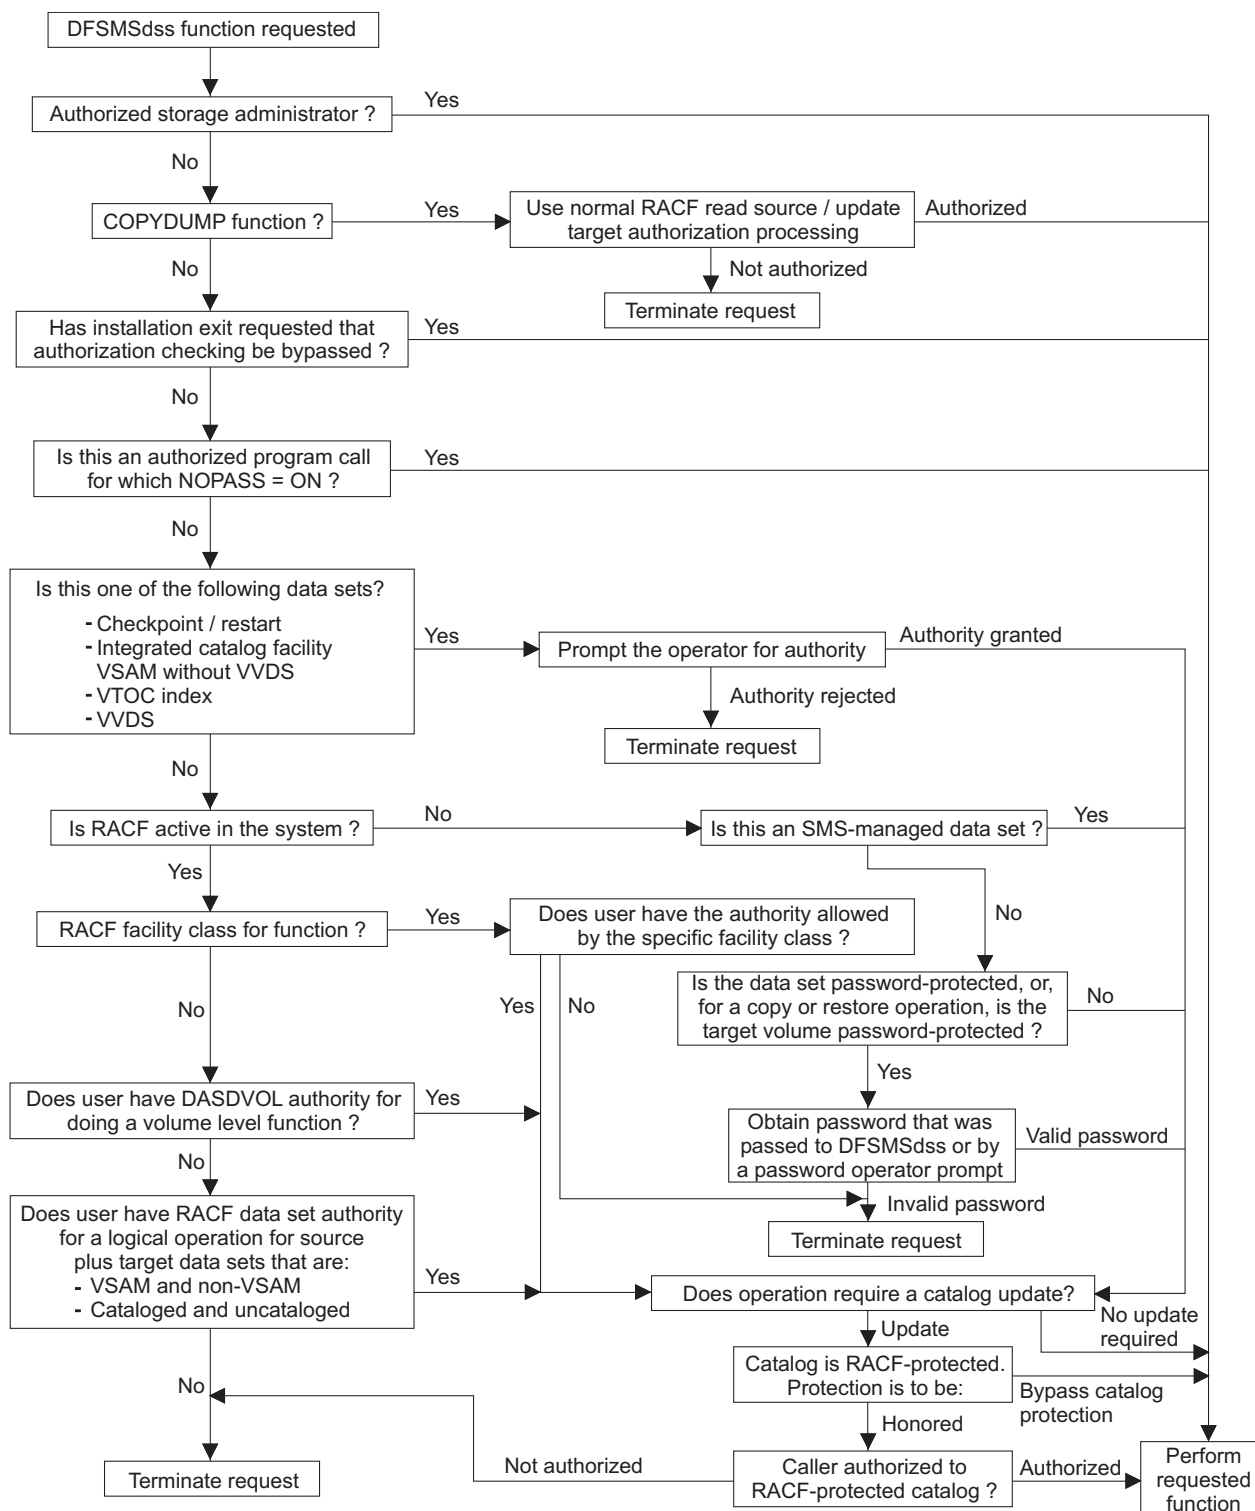 DFSMSdss function requested
Authorized storage administrator ?
Yes
No
COPYDUMP function ?
Yes
Use normal RACF read source / update
target authorization processing
Authorized
No
Not authorized
Terminate request
Has installation exit requested that
authorization checking be bypassed ?
Yes
No
Is this an authorized program call
for which NOPASS = ON ?
Yes
No
Is this one of the following data sets?
- Checkpoint / restart
- Integrated catalog facility
VSAM without VVDS
- VTOC index
- VVDS
Yes
Prompt the operator for authority
Authority granted
Authority rejected
Terminate request
No
Is RACF active in the system ?
No
Is this an SMS-managed data set ?
Yes
Yes
No
RACF facility class for function ?
Yes
Does user have the authority allowed
by the specific facility class ?
No
Yes
No
Is the data set password-protected, or,
for a copy or restore operation, is the
target volume password-protected ?
No
Yes
Does user have DASDVOL authority for
doing a volume level function ?
Yes
Obtain password that was
passed to DFSMSdss or by
a password operator prompt
Valid password
No
Invalid password
Terminate request
Does user have RACF data set authority
for a logical operation for source
plus target data sets that are:
- VSAM and non-VSAM
- Cataloged and uncataloged
Yes
Does operation require a catalog update?
No update
required
Update
Catalog is RACF-protected.
Protection is to be:
Bypass catalog
protection
No
Honored
Caller authorized to
RACF-protected catalog ?
Not authorized
Authorized
Terminate request
Perform
requested
function